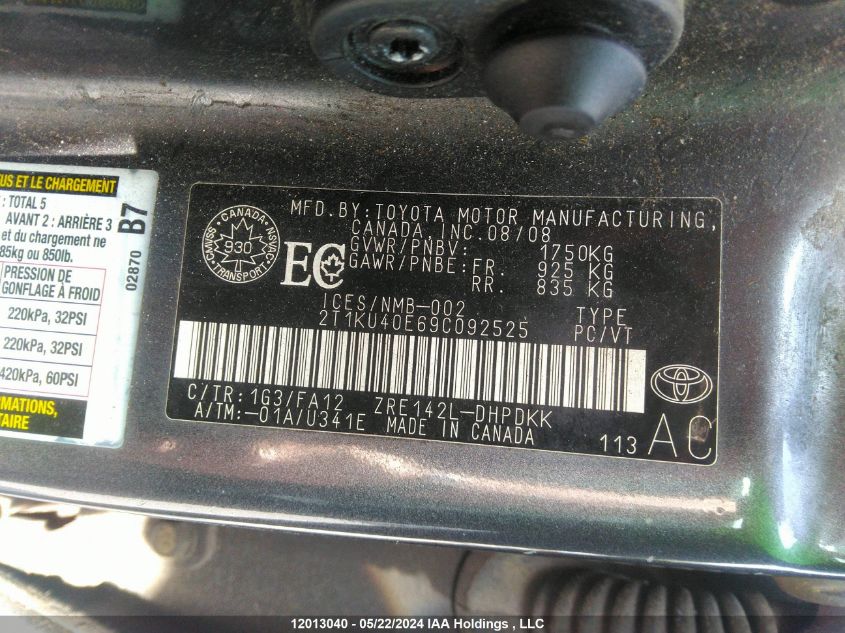 US ET LE CHARGEMENT
: TOTAL 5
AVANT 2 : ARRIÈRE 3
et du chargement ne
85kg ou 850lb.
B7
02870
PRESSION DE
GONFLAGE À FROID
220kPa, 32PSI
220kPa, 32PSI
420kPa, 60PSI
ORMATIONS
TAIRE
CANADA
CMVSS
NSVAC
930
TRANSPORT
EC
MFD.BY:TOYOTA MOTOR MANUFACTURING,
CANADA, INC.08/08
GVWR/PNBV: 1750KG
GAWR/PNBE:FR. 925 KG
RR. 835 KG
ICES/NMB-002
2T1KU40E69C092525
TYPE
PC/VT
C/TR:1G3/FA12 ZRE142L-DHPDKK
A/TM:-01A/U341E MADE IN CANADA
113 AC
12013040 - 05/22/2024 IAA Holdings, LLC